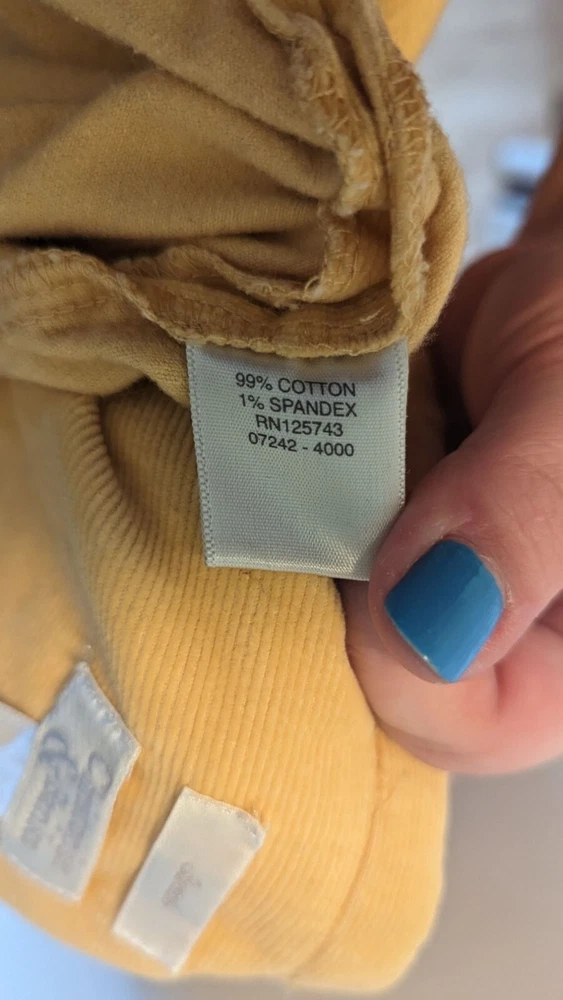 99% COTTON
1% SPANDEX
RN125743
07242 - 4000